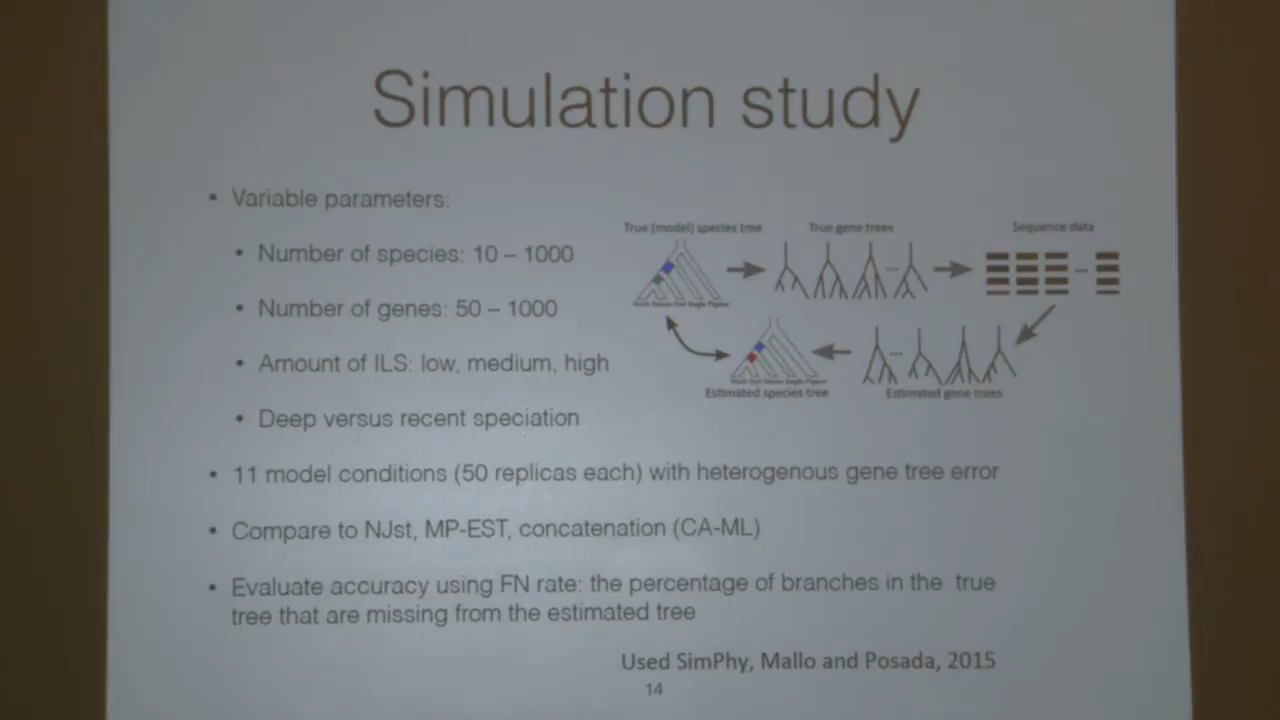 Simulation study
• Variable parameters:
• Number of species: 10 – 1000
• Number of genes: 50 – 1000
• Amount of ILS: low, medium, high
• Deep versus recent speciation
True (model) species tree
True gene trees
Sequence data
Estimated species tree
Estimated gene trees
• 11 model conditions (50 replicas each) with heterogenous gene tree error
• Compare to NJst, MP-EST, concatenation (CA-ML)
• Evaluate accuracy using FN rate: the percentage of branches in the true
tree that are missing from the estimated tree
Used SimPhy, Mallo and Posada, 2015
14